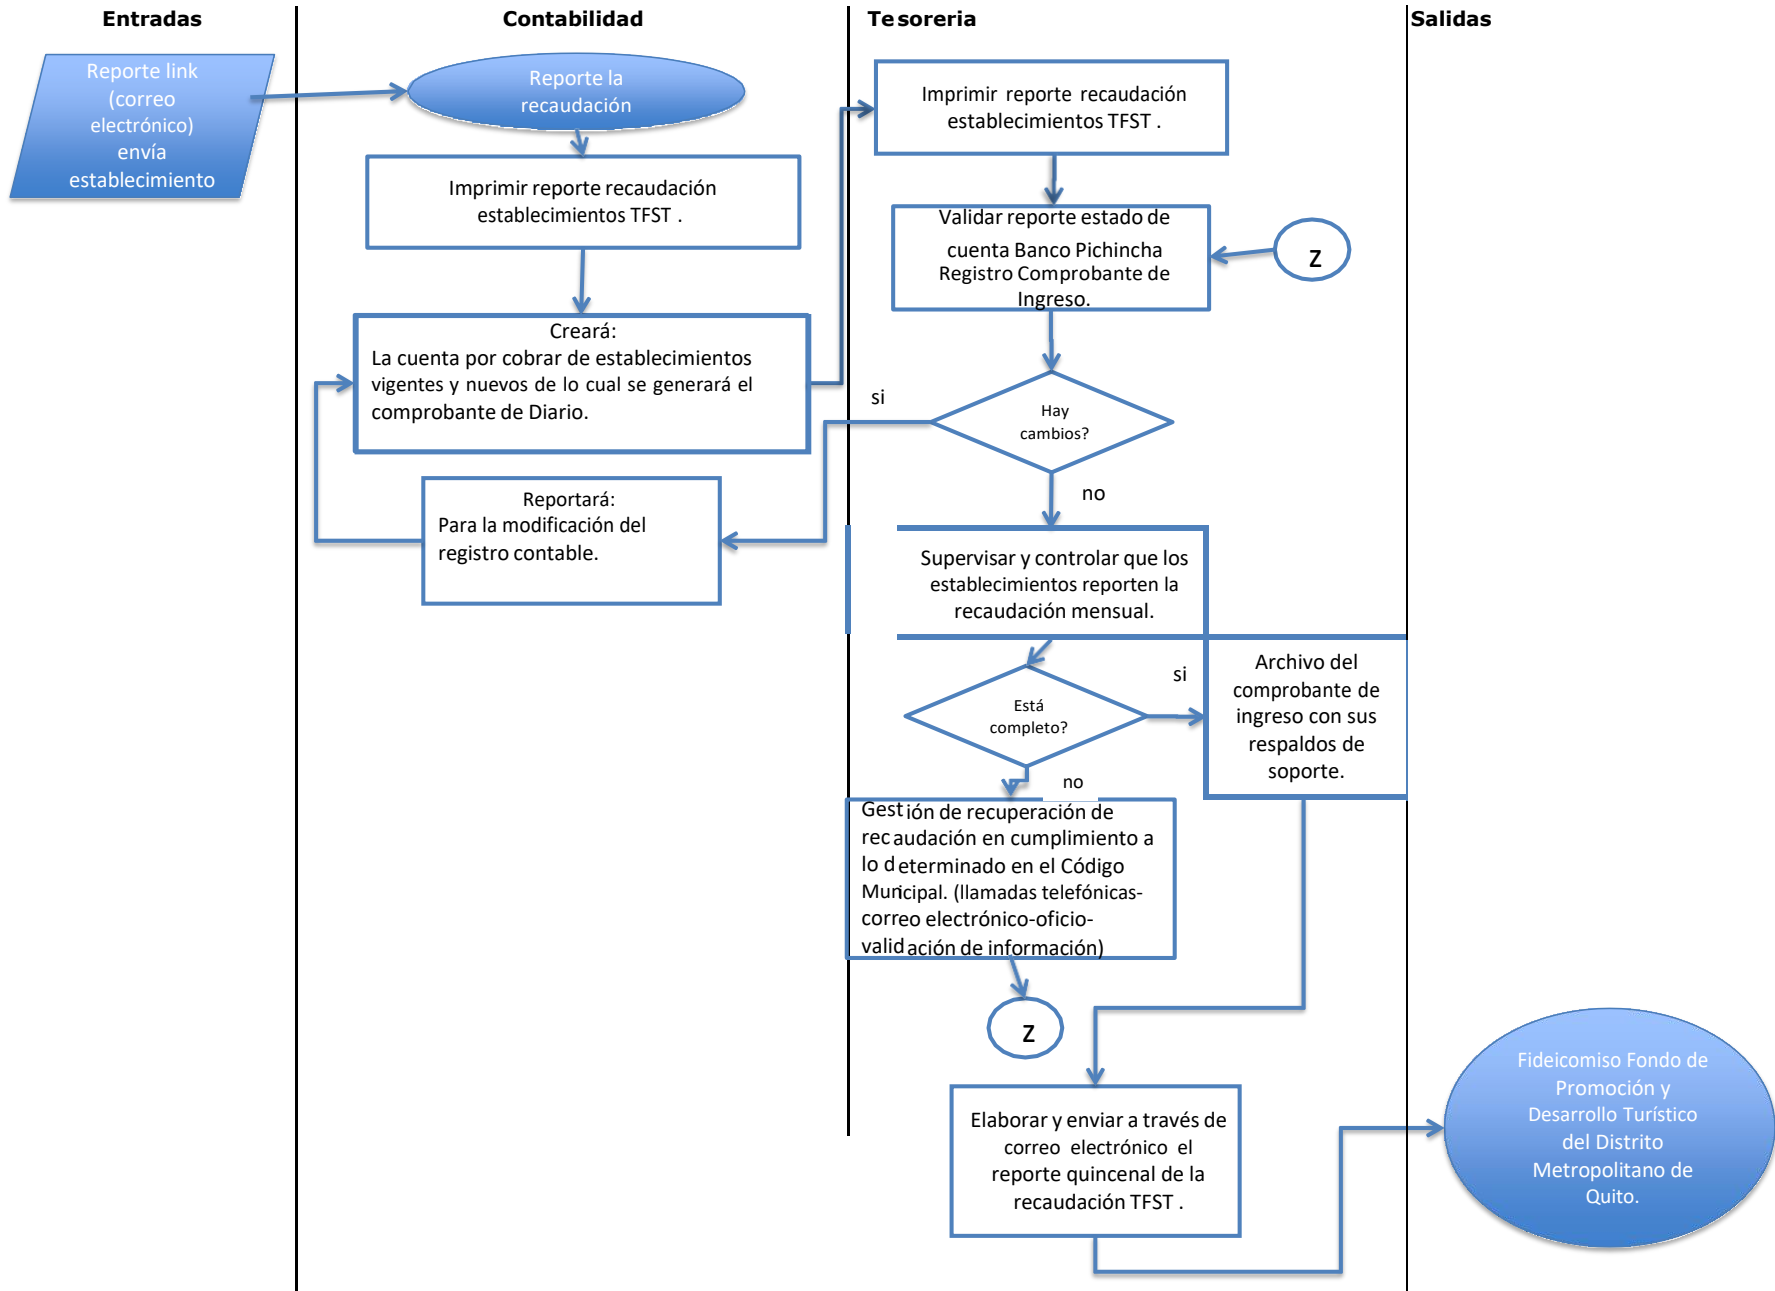 Entradas
Contabilidad
Tesoreria
Salidas
Reporte link
(correo
electrónico)
envía
establecimiento
Reporte la
recaudación
Imprimir reporte recaudación
establecimientos TFST .
Creará:
La cuenta por cobrar de establecimientos
vigentes y nuevos de lo cual se generará el
comprobante de Diario.
Reportará:
Para la modificación del
registro contable.
Imprimir reporte recaudación
establecimientos TFST .
Validar reporte estado de
cuenta Banco Pichincha
Registro Comprobante de
Ingreso.
Z
si
Hay
cambios?
no
Supervisar y controlar que los
establecimientos reporten la
recaudación mensual.
Está
completo?
si
Archivo del
comprobante de
ingreso con sus
respaldos de
soporte.
no
Gestión de recuperación de
recaudación en cumplimiento a
lo determinado en el Código
Municipal. (llamadas telefónicas-
correo electrónico-oficio-
validación de información)
Z
Elaborar y enviar a través de
correo electrónico el
reporte quincenal de la
recaudación TFST .
Fideicomiso Fondo de
Promoción y
Desarrollo Turístico
del Distrito
Metropolitano de
Quito.